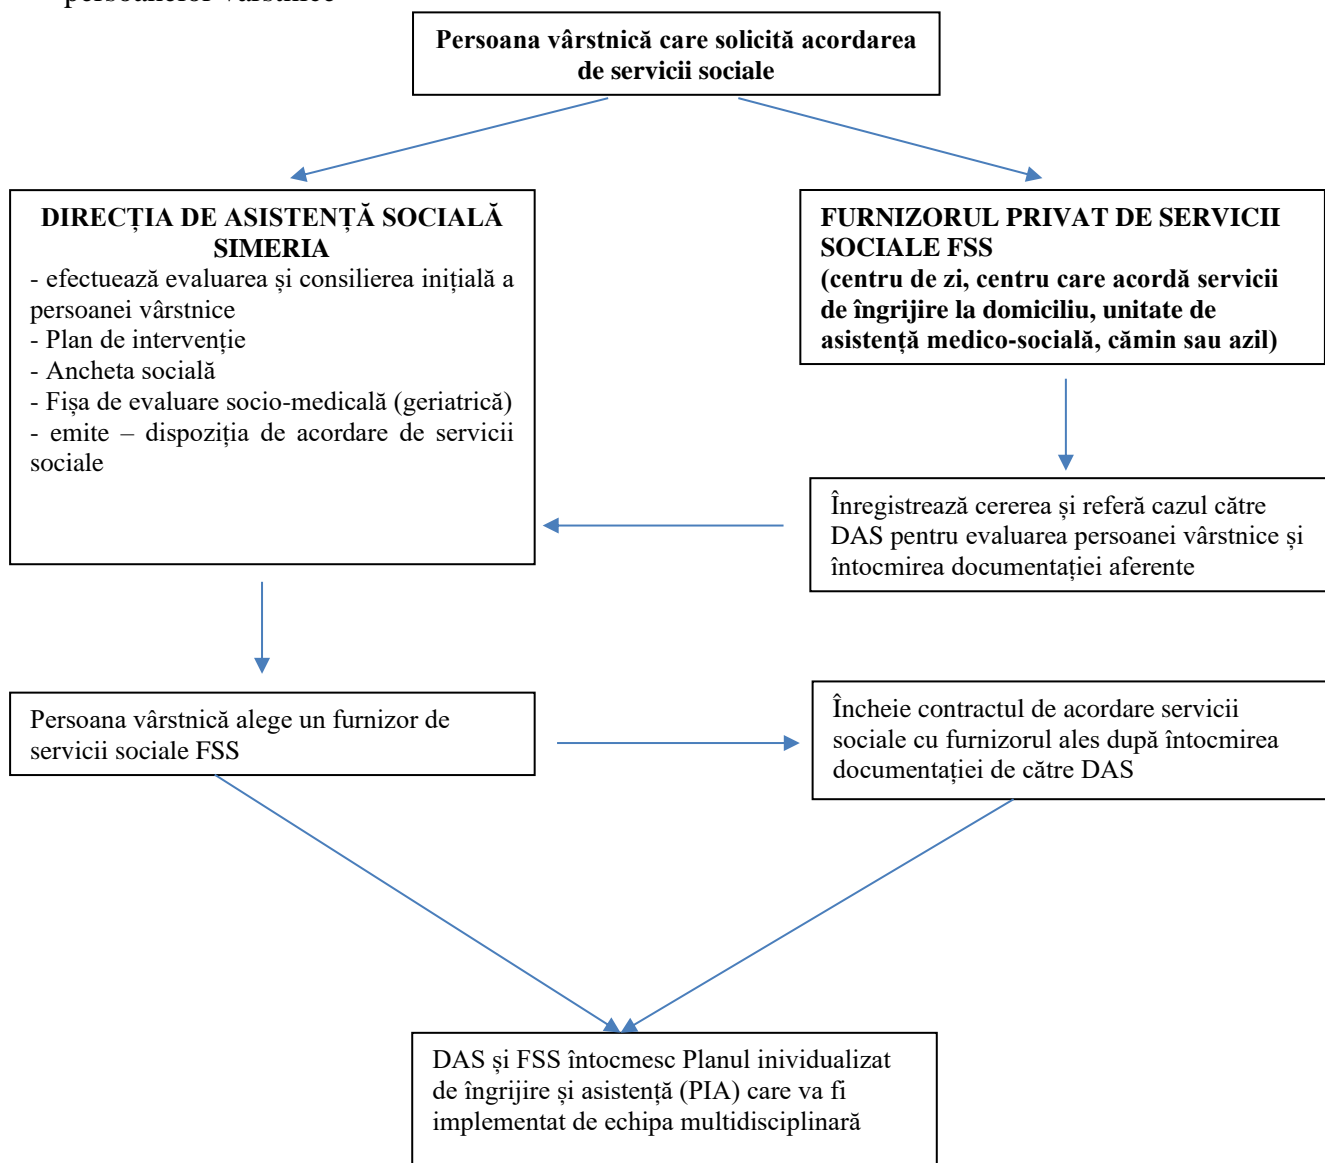 persoanelor vârstnice
Persoana vârstnică care solicită acordarea
de servicii sociale
DIRECȚIA DE ASISTENȚĂ SOCIALĂ
SIMERIA
- efectuează evaluarea și consilierea inițială a
persoanei vârstnice
- Plan de intervenție
- Ancheta socială
- Fișa de evaluare socio-medicală (geriatrică)
- emite – dispoziția de acordare de servicii
sociale
FURNIZORUL PRIVAT DE SERVICII
SOCIALE FSS
(centru de zi, centru care acordă servicii
de îngrijire la domiciliu, unitate de
asistență medico-socială, cămin sau azil)
Înregistrează cererea și referă cazul către
DAS pentru evaluarea persoanei vârstnice și
întocmirea documentației aferente
Persoana vârstnică alege un furnizor de
servicii sociale FSS
Încheie contractul de acordare servicii
sociale cu furnizorul ales după întocmirea
documentației de către DAS
DAS și FSS întocmesc Planul inividualizat
de îngrijire și asistență (PIA) care va fi
implementat de echipa multidisciplinară